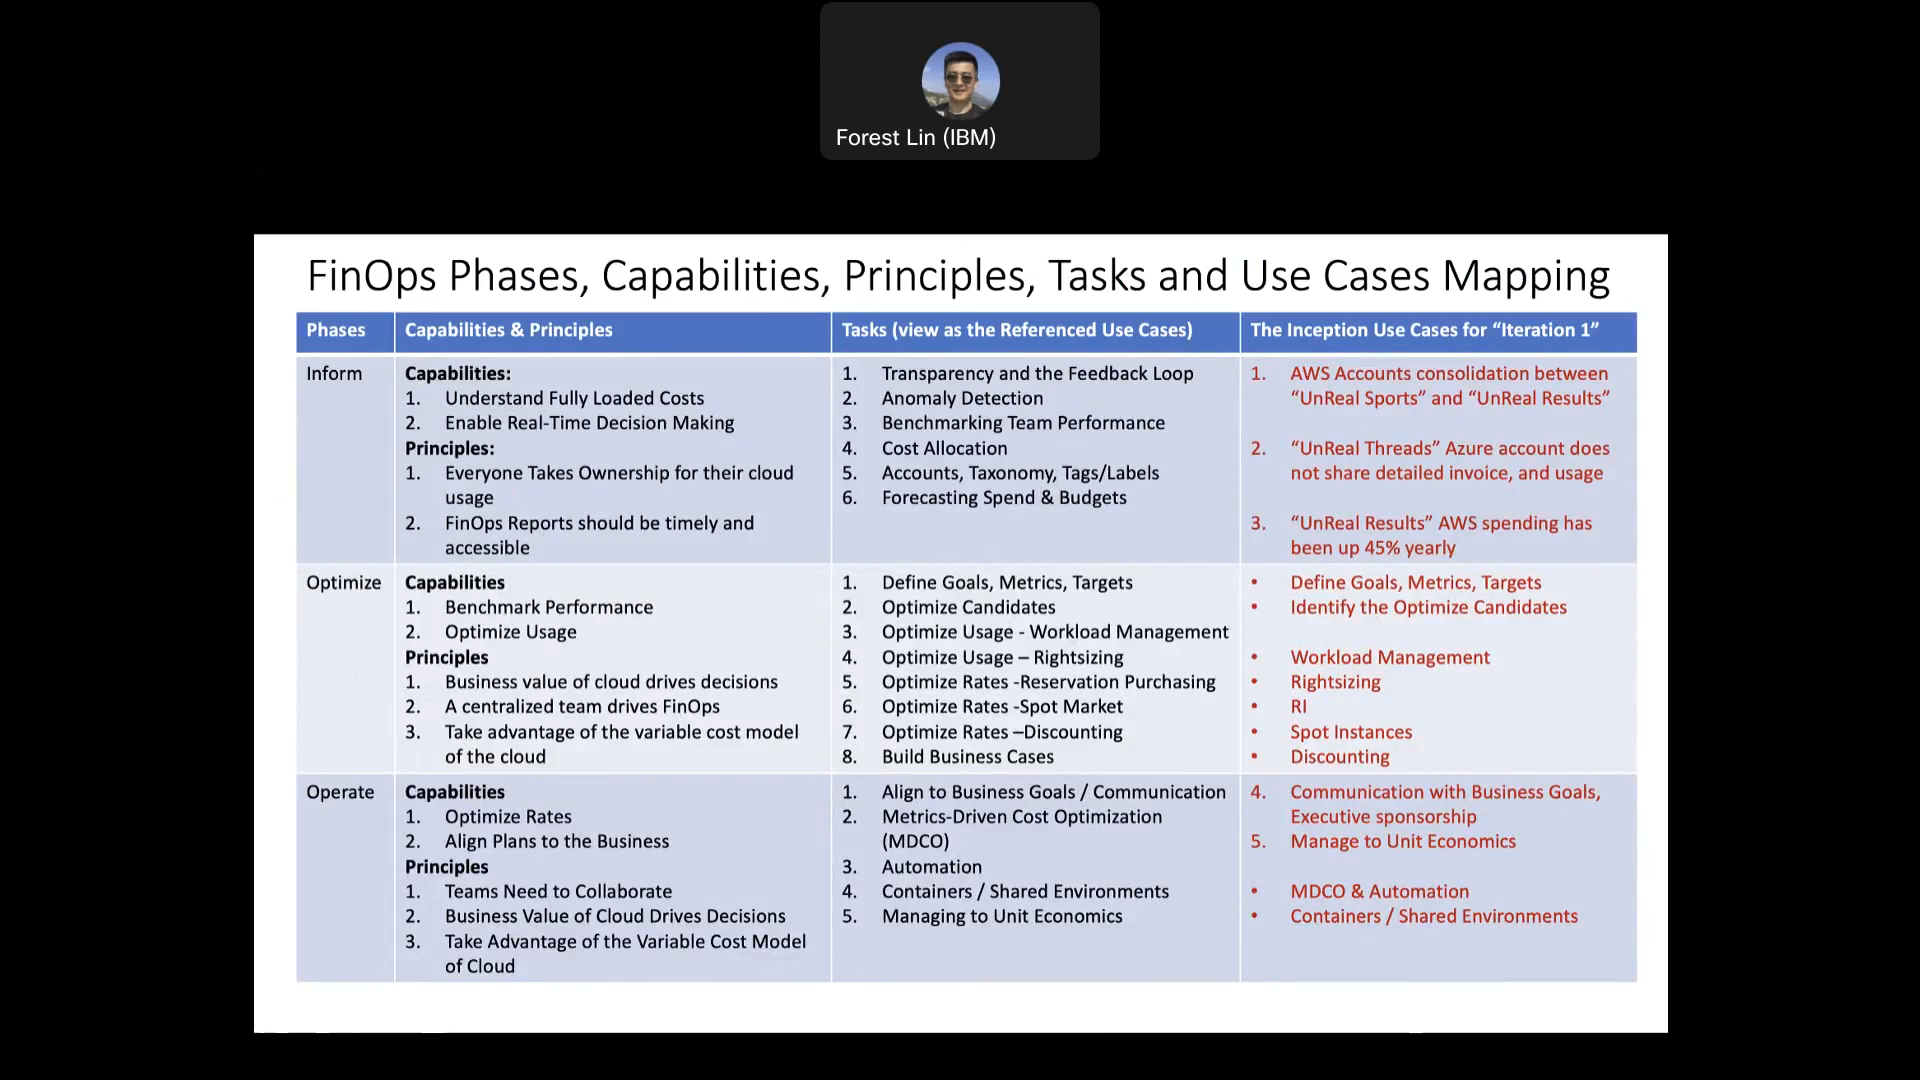 Forest Lin (IBM)
FinOps Phases, Capabilities, Principles, Tasks and Use Cases Mapping
Phases
Capabilities & Principles
Tasks (view as the Referenced Use Cases)
The Inception Use Cases for “Iteration 1”
Inform
Capabilities:
1. Understand Fully Loaded Costs
2. Enable Real-Time Decision Making
Principles:
1. Everyone Takes Ownership for their cloud
usage
2. FinOps Reports should be timely and
accessible
1. Transparency and the Feedback Loop
2. Anomaly Detection
3. Benchmarking Team Performance
4. Cost Allocation
5. Accounts, Taxonomy, Tags/Labels
6. Forecasting Spend & Budgets
1. AWS Accounts consolidation between
“UnReal Sports” and “UnReal Results”
2. “UnReal Threads” Azure account does
not share detailed invoice, and usage
3. “UnReal Results” AWS spending has
been up 45% yearly
Optimize
Capabilities
1. Benchmark Performance
2. Optimize Usage
Principles
1. Business value of cloud drives decisions
2. A centralized team drives FinOps
3. Take advantage of the variable cost model
of the cloud
1. Define Goals, Metrics, Targets
2. Optimize Candidates
3. Optimize Usage - Workload Management
4. Optimize Usage – Rightsizing
5. Optimize Rates -Reservation Purchasing
6. Optimize Rates -Spot Market
7. Optimize Rates –Discounting
8. Build Business Cases
• Define Goals, Metrics, Targets
• Identify the Optimize Candidates
• Workload Management
• Rightsizing
• RI
• Spot Instances
• Discounting
Operate
Capabilities
1. Optimize Rates
2. Align Plans to the Business
Principles
1. Teams Need to Collaborate
2. Business Value of Cloud Drives Decisions
3. Take Advantage of the Variable Cost Model
of Cloud
1. Align to Business Goals / Communication
2. Metrics-Driven Cost Optimization
(MDCO)
3. Automation
4. Containers / Shared Environments
5. Managing to Unit Economics
4. Communication with Business Goals,
Executive sponsorship
5. Manage to Unit Economics
• MDCO & Automation
• Containers / Shared Environments